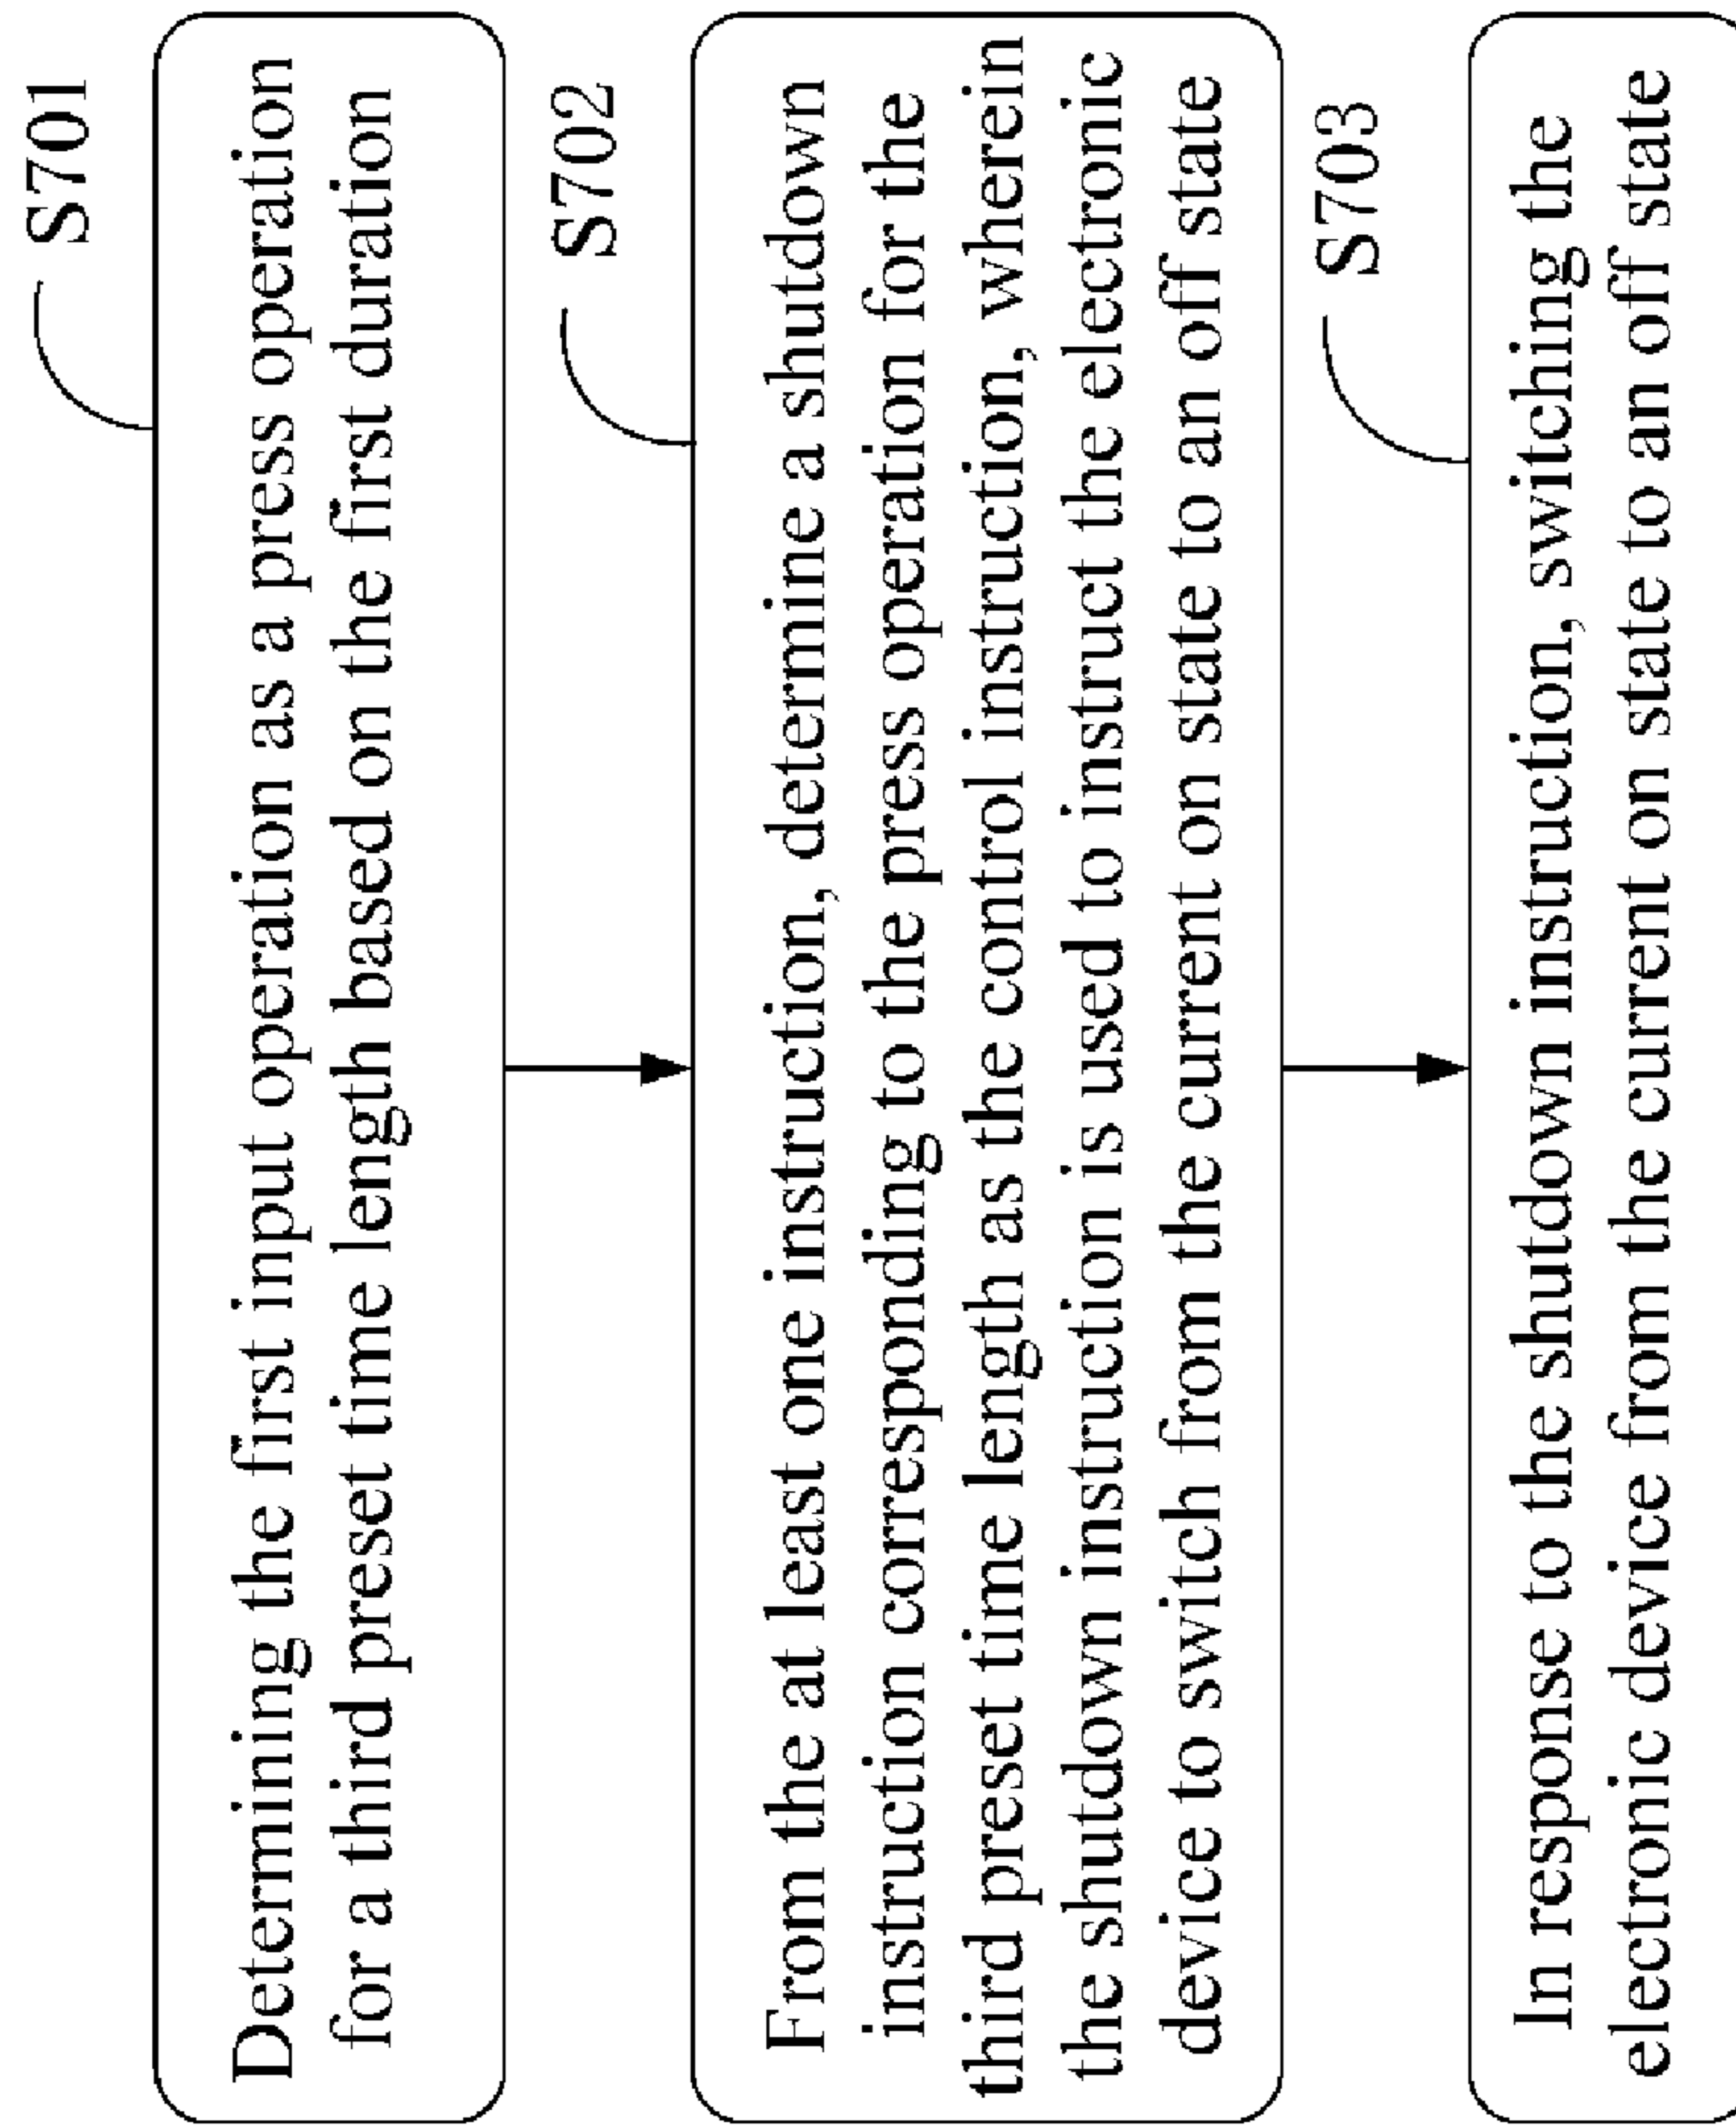 S701
Determining the first input operation as a press operation
for a third preset time length based on the first duration
S702
From the at least one instruction, determine a shutdown
instruction corresponding to the press operation for the
third preset time length as the control instruction, wherein
the shutdown instruction is used to instruct the electronic
device to switch from the current on state to an off state
S703
In response to the shutdown instruction, switching the
electronic device from the current on state to an off state